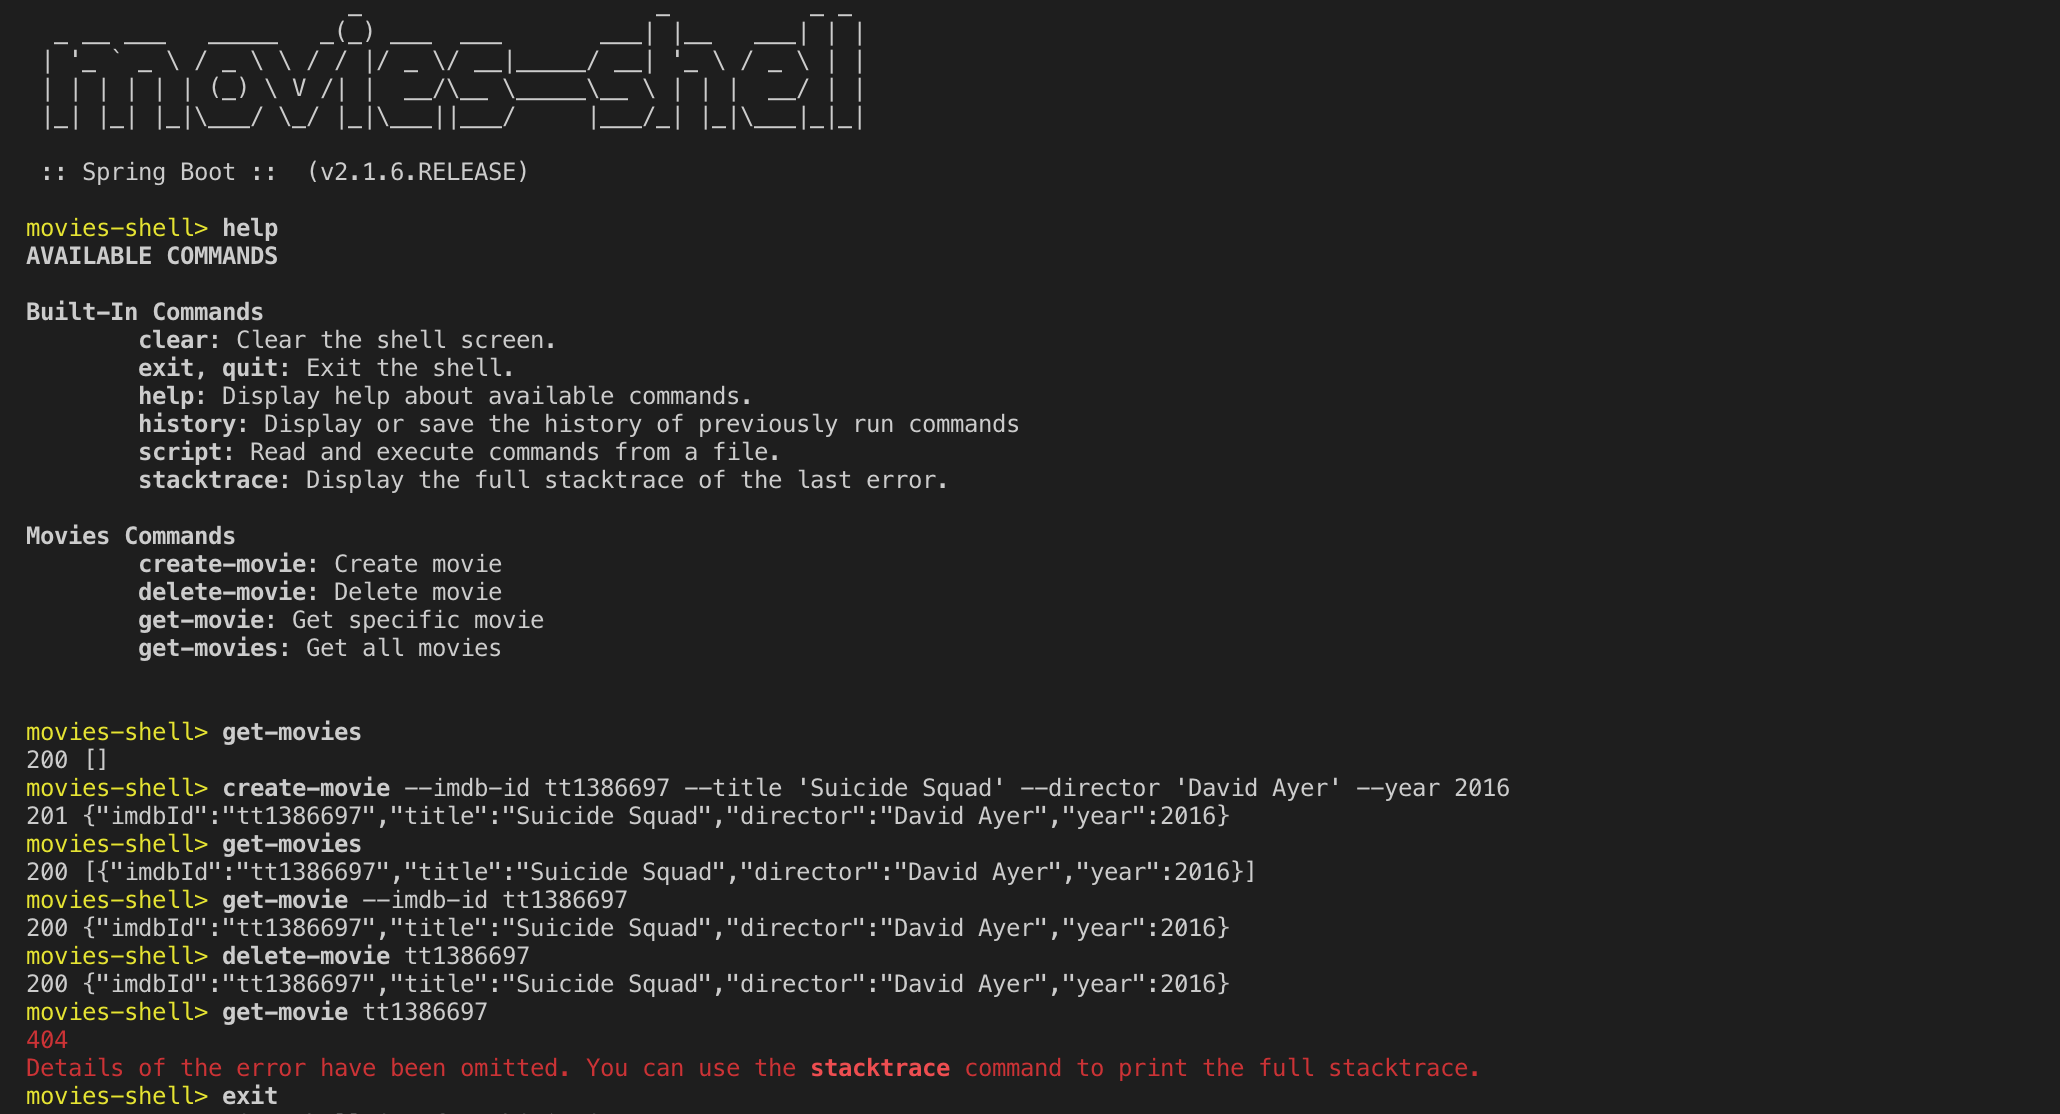 movies-shell
:: Spring Boot ::  (v2.1.6.RELEASE)
movies-shell> help
AVAILABLE COMMANDS
Built-In Commands
clear: Clear the shell screen.
exit, quit: Exit the shell.
help: Display help about available commands.
history: Display or save the history of previously run commands
script: Read and execute commands from a file.
stacktrace: Display the full stacktrace of the last error.
Movies Commands
create-movie: Create movie
delete-movie: Delete movie
get-movie: Get specific movie
get-movies: Get all movies
movies-shell> get-movies
200 []
movies-shell> create-movie --imdb-id tt1386697 --title 'Suicide Squad' --director 'David Ayer' --year 2016
201 {"imdbId":"tt1386697","title":"Suicide Squad","director":"David Ayer","year":2016}
movies-shell> get-movies
200 [{"imdbId":"tt1386697","title":"Suicide Squad","director":"David Ayer","year":2016}]
movies-shell> get-movie --imdb-id tt1386697
200 {"imdbId":"tt1386697","title":"Suicide Squad","director":"David Ayer","year":2016}
movies-shell> delete-movie tt1386697
200 {"imdbId":"tt1386697","title":"Suicide Squad","director":"David Ayer","year":2016}
movies-shell> get-movie tt1386697
404
Details of the error have been omitted. You can use the stacktrace command to print the full stacktrace.
movies-shell> exit